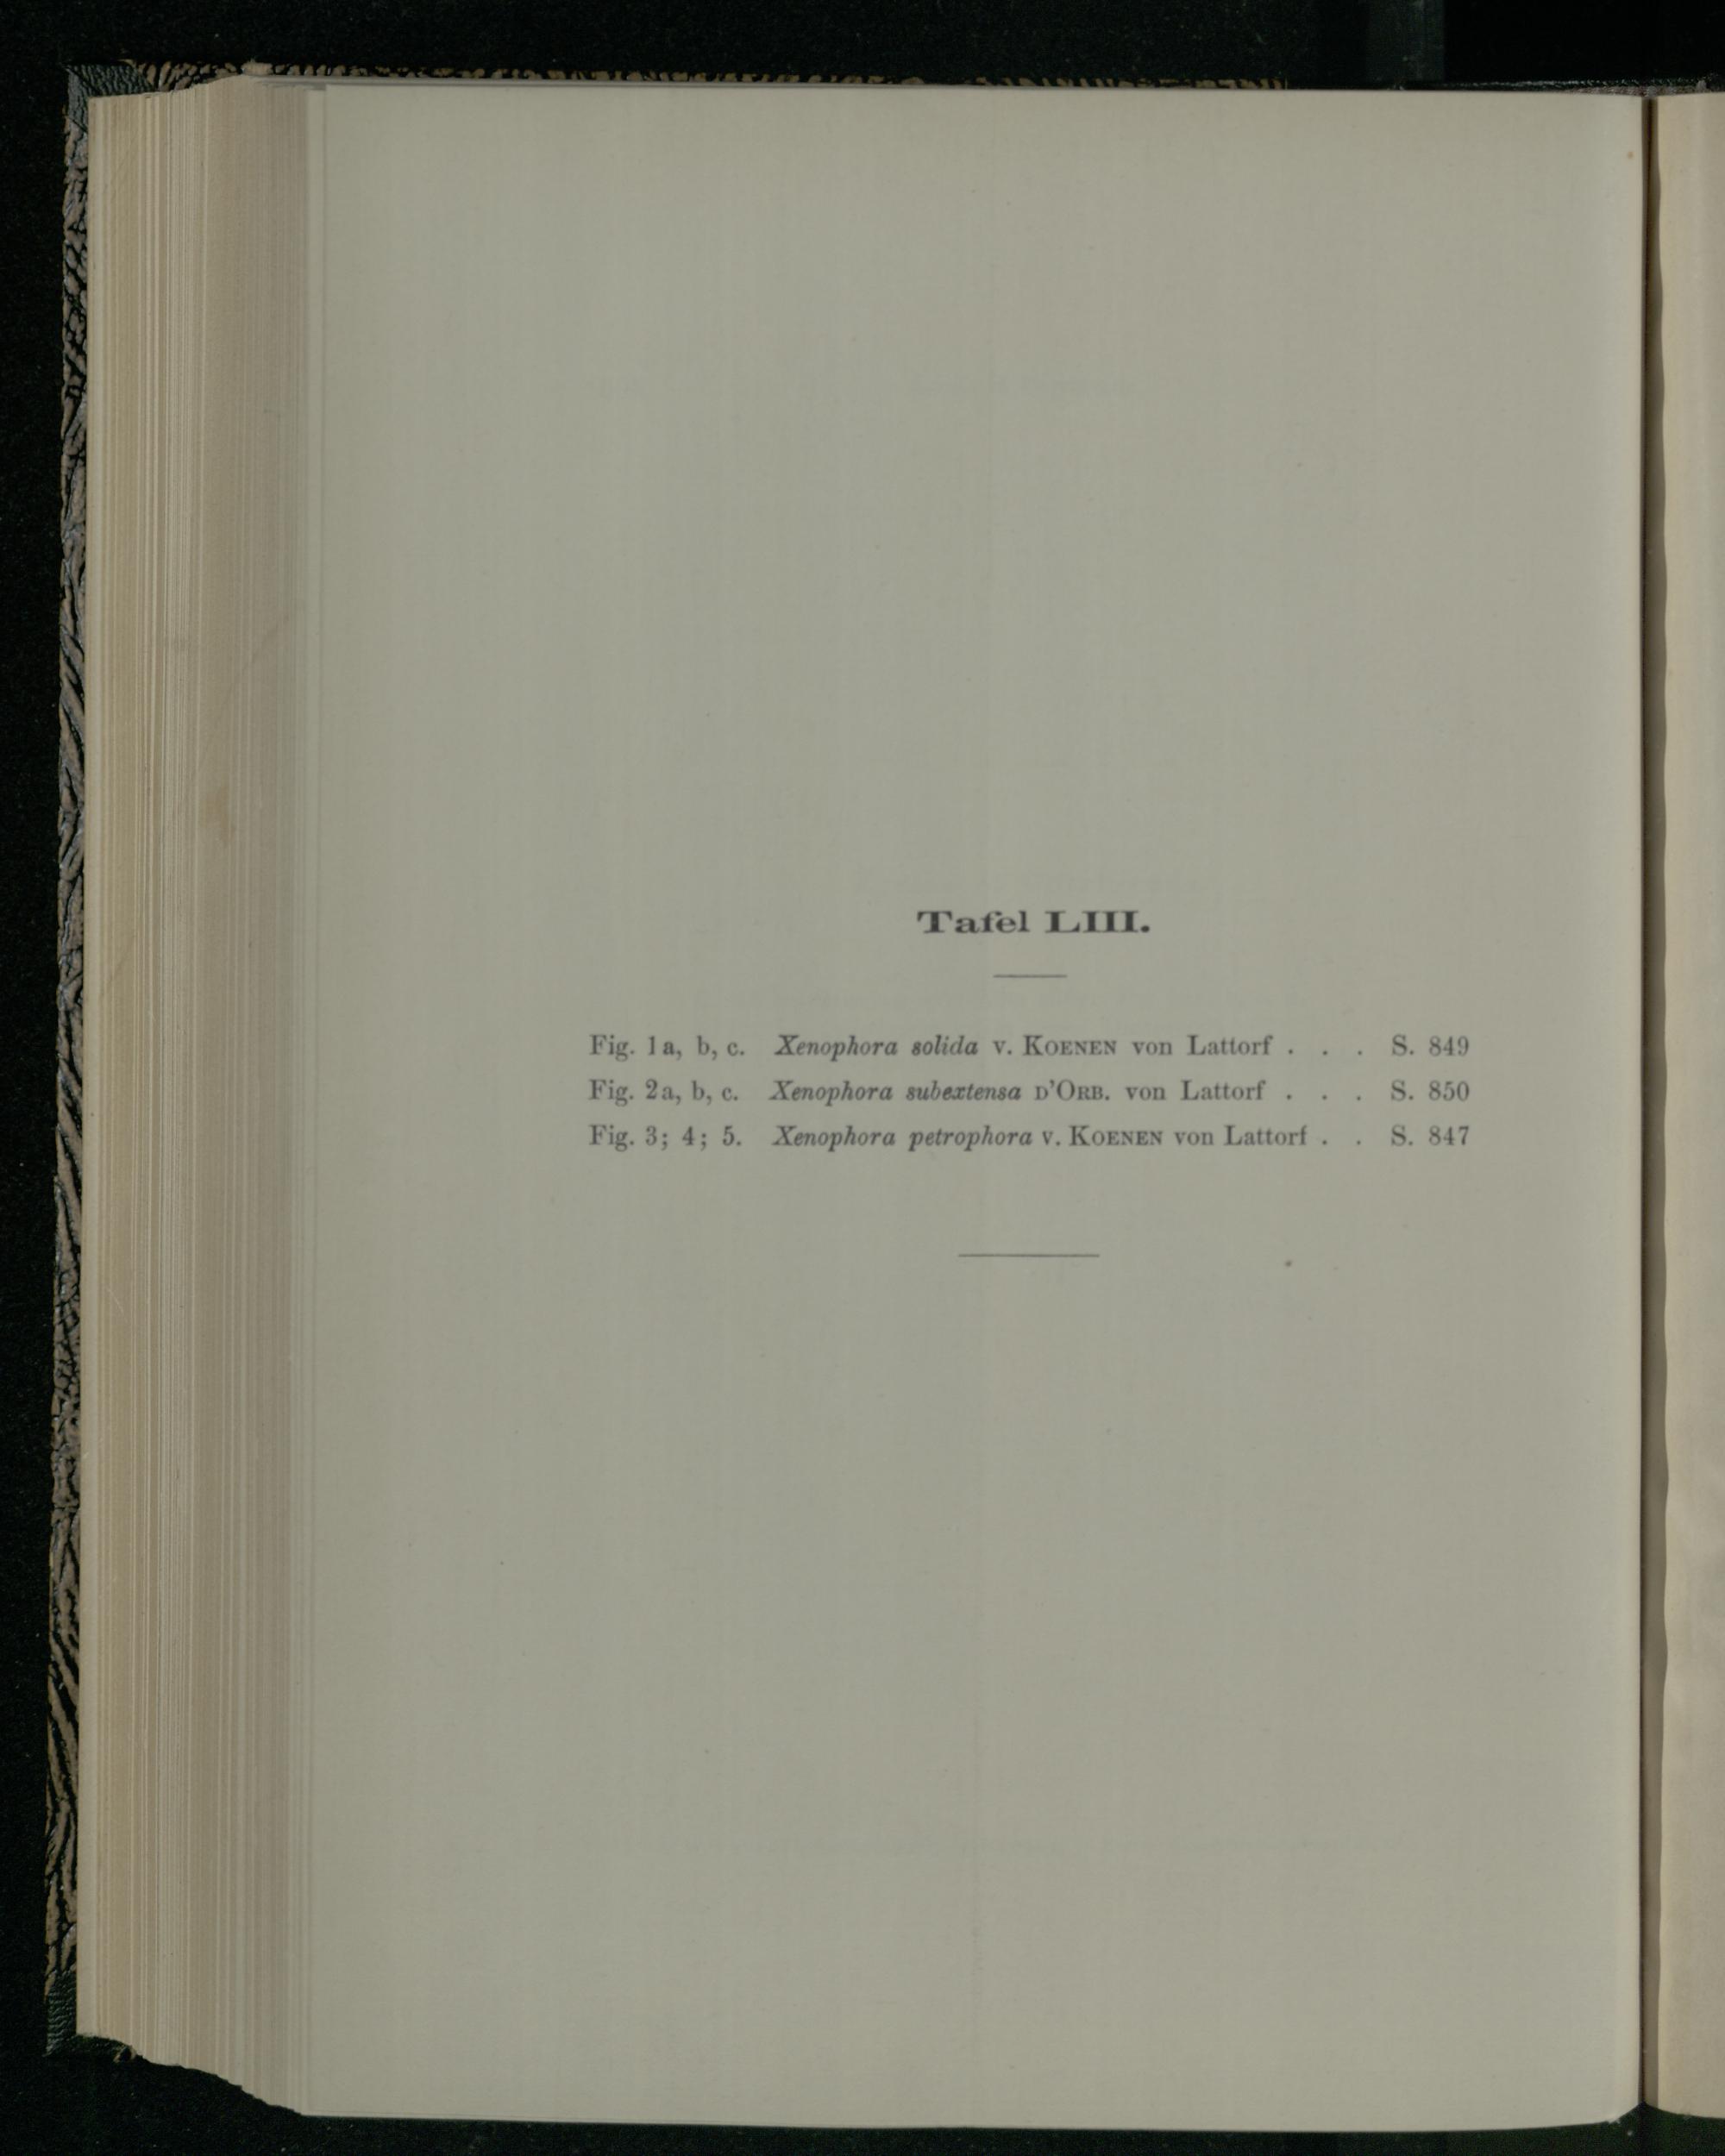 Tafel LIII.
Fig. 1a, b, c. Xenophora solida v. KOENEN von Lattorf . . . S. 849
Fig. 2a, b, c. Xenophora subextensa D'ORB. von Lattorf . . . S. 850
Fig. 3; 4; 5. Xenophora petrophora v. KOENEN von Lattorf . . S. 847